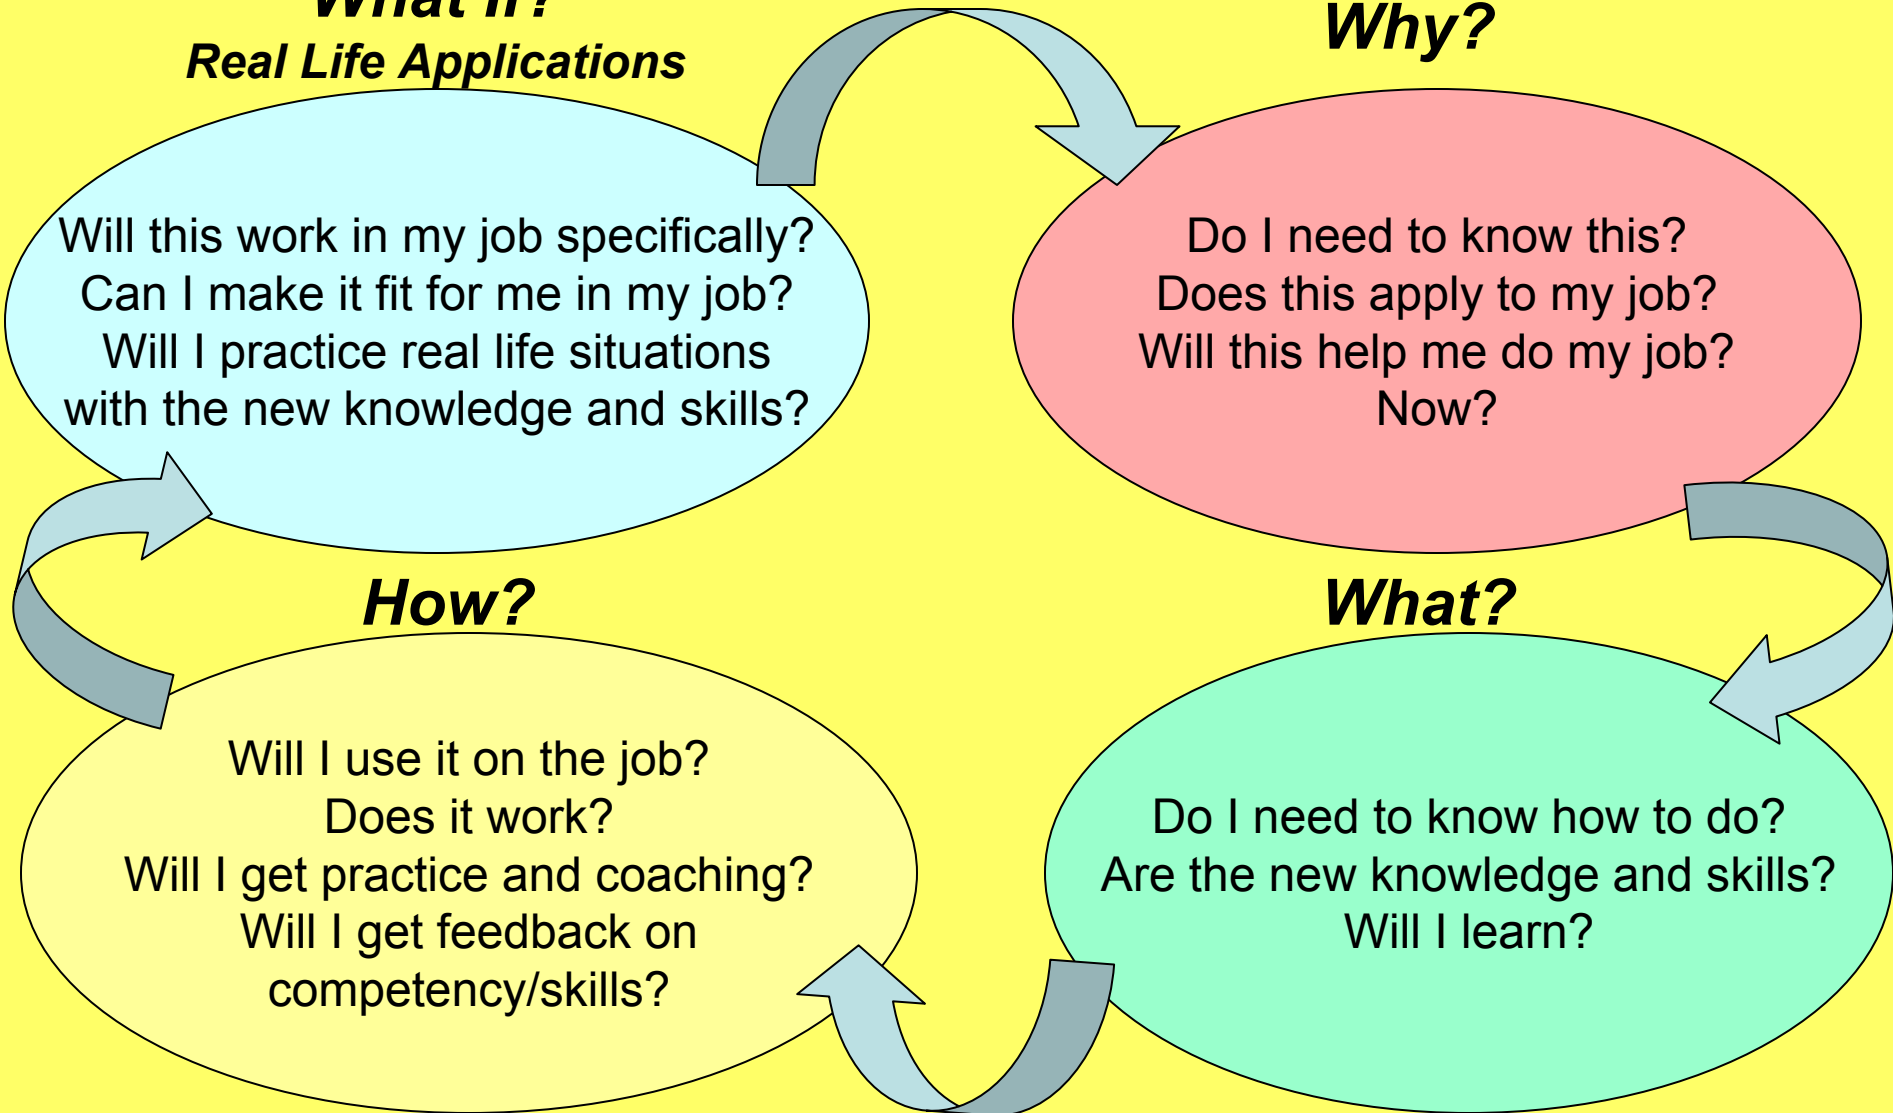 What if?
Real Life Applications
Will this work in my job specifically?
Can I make it fit for me in my job?
Will I practice real life situations
with the new knowledge and skills?
Why?
Do I need to know this?
Does this apply to my job?
Will this help me do my job?
Now?
How?
Will I use it on the job?
Does it work?
Will I get practice and coaching?
Will I get feedback on
competency/skills?
What?
Do I need to know how to do?
Are the new knowledge and skills?
Will I learn?